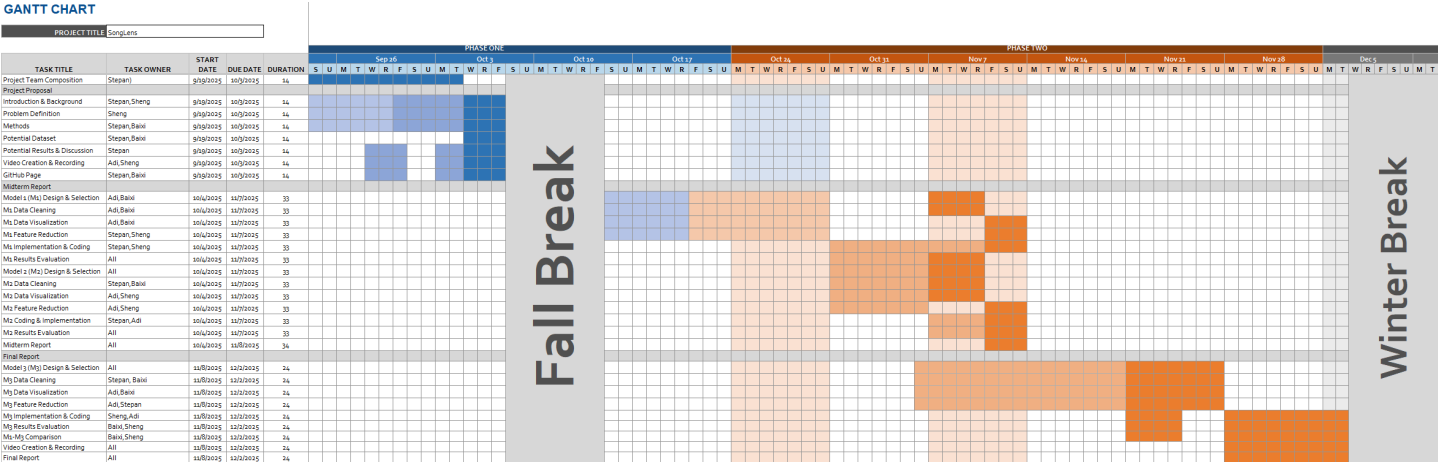 GANTT CHART
PROJECT TITLE SongLens
PHASE ONE PHASE TWO
Sep 26 Oct 3 Oct 10 Oct 17 Oct 24 Oct 31 Nov 7 Nov 14 Nov 21 Nov 28 Dec 5
TASK TITLE TASK OWNER START DATE DUE DATE DURATION S U M T W R F S U M T W R F S U M T W R F S U M T W R F S U M T W R F S U M T W R F S U M T W R F S U M T W R F S U M T W R F S U M T W R F S U M T W R F S U M T
Project Team Composition Stepan) 9/19/2025 10/3/2025 14
Project Proposal
Introduction & Background Stepan,Sheng 9/19/2025 10/3/2025 14
Problem Definition Sheng 9/19/2025 10/3/2025 14
Methods Stepan,Baixi 9/19/2025 10/3/2025 14
Potential Dataset Stepan,Baixi 9/19/2025 10/3/2025 14
Potential Results & Discussion Stepan 9/19/2025 10/3/2025 14
Video Creation & Recording Adi,Sheng 9/19/2025 10/3/2025 14
GitHub Page Stepan,Baixi 9/19/2025 10/3/2025 14
Midterm Report
Model 1 (M1) Design & Selection Adi,Baixi 10/4/2025 11/7/2025 33
M1 Data Cleaning Adi,Baixi 10/4/2025 11/7/2025 33
M1 Data Visualization Adi,Baixi 10/4/2025 11/7/2025 33
M1 Feature Reduction Stepan,Sheng 10/4/2025 11/7/2025 33
M1 Implementation & Coding Stepan,Sheng 10/4/2025 11/7/2025 33
M1 Results Evaluation All 10/4/2025 11/7/2025 33
Model 2 (M2) Design & Selection All 10/4/2025 11/7/2025 33
M2 Data Cleaning Stepan,Sheng 10/4/2025 11/7/2025 33
M2 Data Visualization Adi,Sheng 10/4/2025 11/7/2025 33
M2 Feature Reduction Adi,Sheng 10/4/2025 11/7/2025 33
M2 Coding & Implementation Stepan,Adi 10/4/2025 11/7/2025 33
M2 Results Evaluation All 10/4/2025 11/7/2025 33
Midterm Report All 10/4/2025 11/8/2025 34
Final Report
Model 3 (M3) Design & Selection All 11/8/2025 12/2/2025 24
M3 Data Cleaning Stepan, Baixi 11/8/2025 12/2/2025 24
M3 Data Visualization Adi,Baixi 11/8/2025 12/2/2025 24
M3 Feature Reduction Adi,Stepan 11/8/2025 12/2/2025 24
M3 Implementation & Coding Sheng,Adi 11/8/2025 12/2/2025 24
M3 Results Evaluation Baixi,Sheng 11/8/2025 12/2/2025 24
M1-M3 Comparison Baixi,Sheng 11/8/2025 12/2/2025 24
Video Creation & Recording All 11/8/2025 12/2/2025 24
Final Report All 11/8/2025 12/2/2025 24
Fall Break
Winter Break